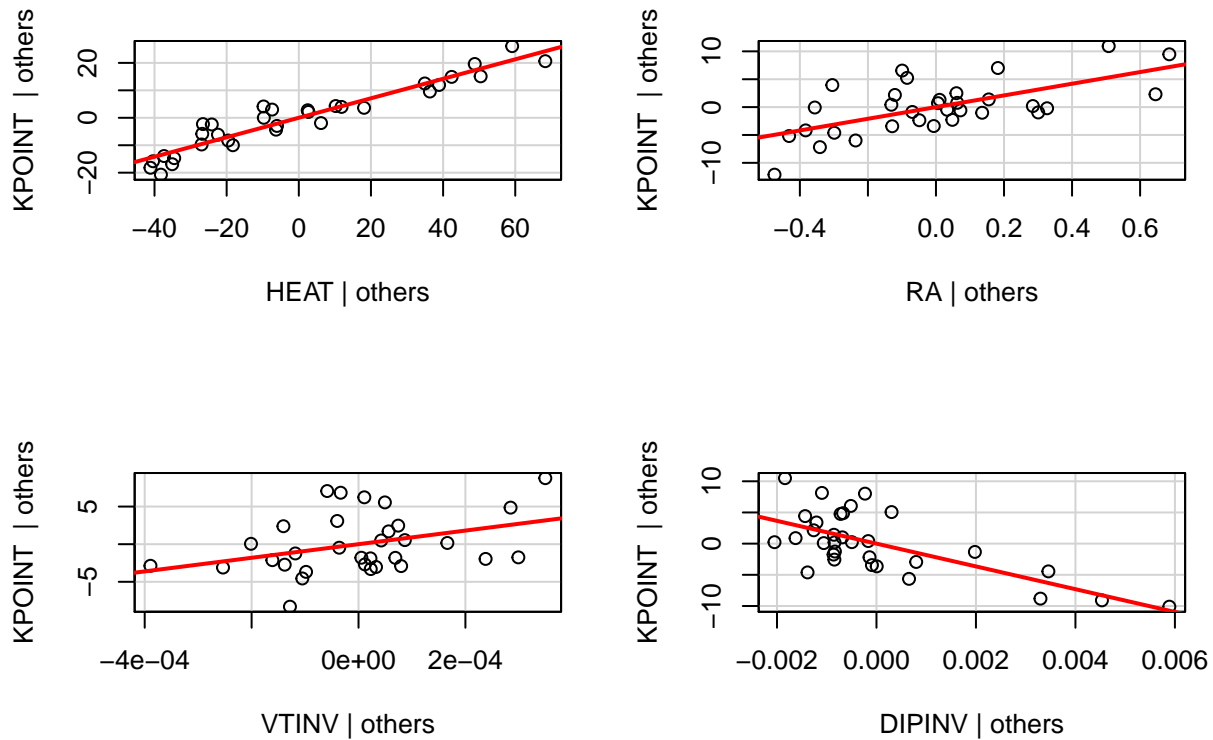 KPOINT | others
−20 0 20
−40 −20 0 20 40 60
HEAT | others
KPOINT | others
−10 0 10
−0.4 0.0 0.2 0.4 0.6
RA | others
KPOINT | others
−5 5
−4e−04 0e+00 2e−04
VTINV | others
KPOINT | others
−10 0 10
−0.002 0.000 0.002 0.004 0.006
DIPINV | others